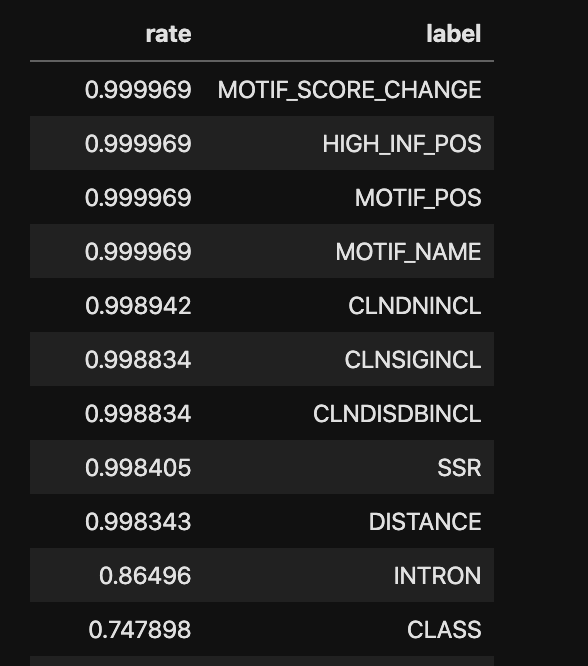 rate label
0.999969 MOTIF_SCORE_CHANGE
0.999969 HIGH_INF_POS
0.999969 MOTIF_POS
0.999969 MOTIF_NAME
0.998942 CLNDNINCL
0.998834 CLNSIGINCL
0.998834 CLNDISDBINCL
0.998405 SSR
0.998343 DISTANCE
0.86496 INTRON
0.747898 CLASS